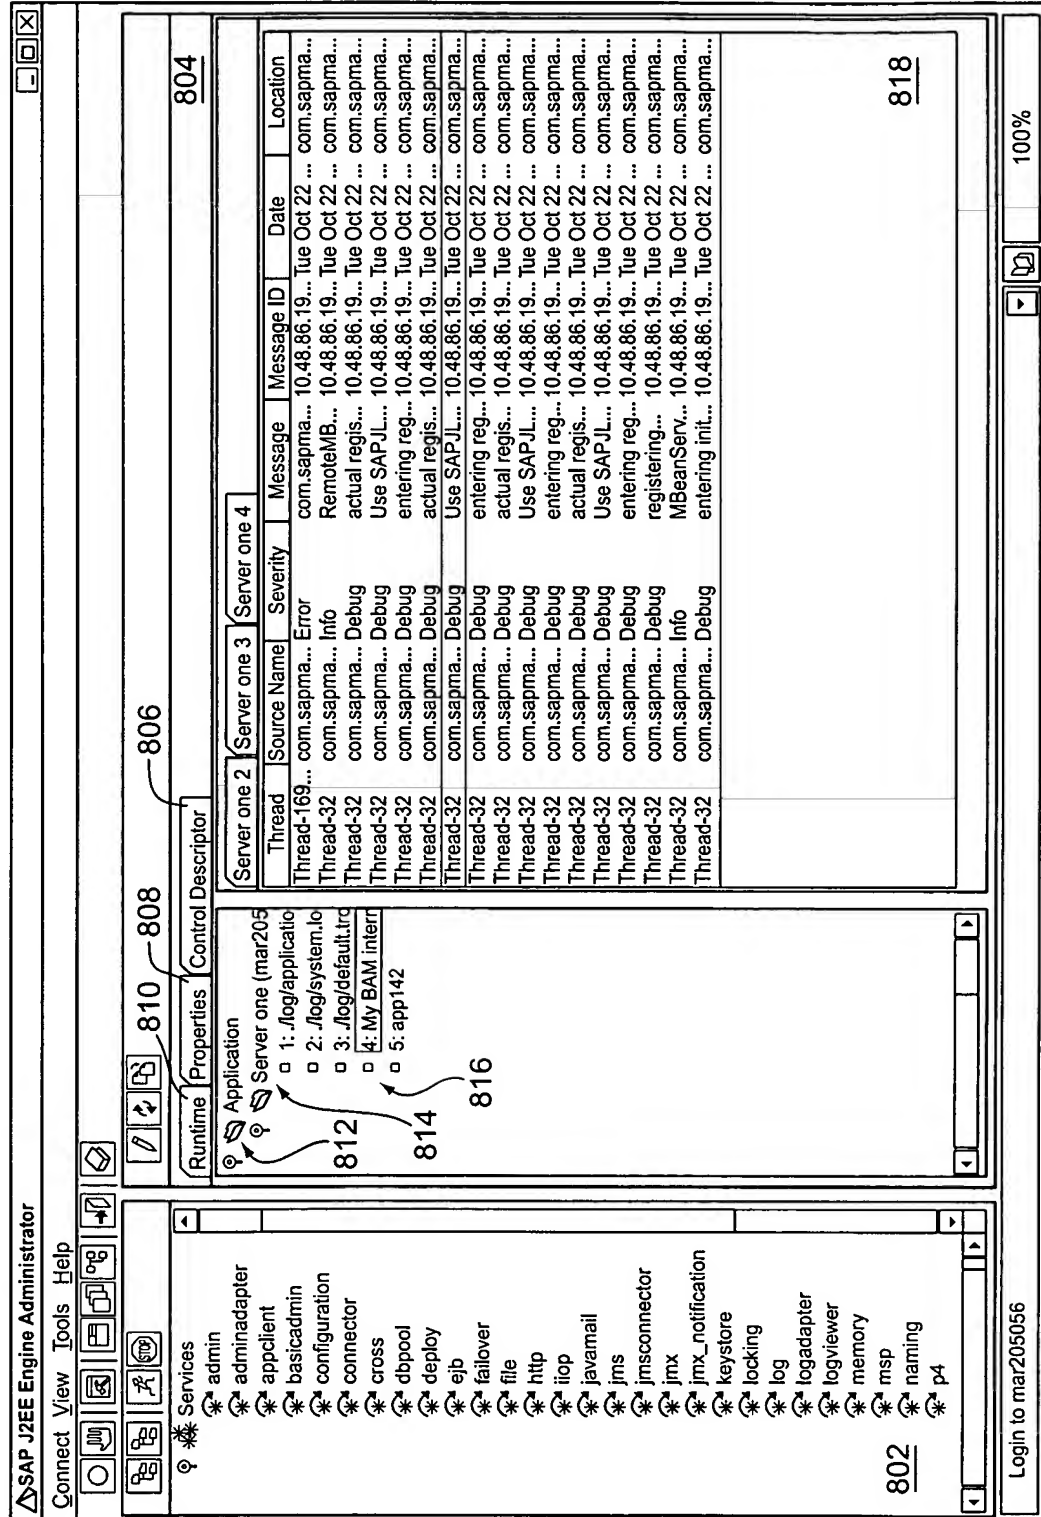 SAP J2EE Engine Administrator
Connect View Tools Help
STOP
Services
admin
adminadapter
appclient
basicadmin
configuration
connector
cross
dbpool
deploy
ejb
failover
file
http
iiop
javamail
jms
jmsconnector
jmx
jmx_notification
keystore
locking
log
logadapter
logviewer
memory
msp
naming
p4
802
810
808
806
804
Runtime Properties Control Descriptor
Application
Server one (mar205
1: ./log/applicatio
2: ./log/system.lo
3: ./log/default.trc
4: My BAM intern
5: app142
812
814
816
Server one 2 Server one 3 Server one 4
Thread Source Name Severity Message Message ID Date Location
Thread-169... com.sapma... Error com.sapma... 10.48.86.19... Tue Oct 22 ... com.sapma...
Thread-32 com.sapma... Info RemoteMB... 10.48.86.19... Tue Oct 22 ... com.sapma...
Thread-32 com.sapma... Debug actual regis... 10.48.86.19... Tue Oct 22 ... com.sapma...
Thread-32 com.sapma... Debug Use SAPJL... 10.48.86.19... Tue Oct 22 ... com.sapma...
Thread-32 com.sapma... Debug entering reg... 10.48.86.19... Tue Oct 22 ... com.sapma...
Thread-32 com.sapma... Debug actual regis... 10.48.86.19... Tue Oct 22 ... com.sapma...
Thread-32 com.sapma... Debug Use SAPJL... 10.48.86.19... Tue Oct 22 ... com.sapma...
Thread-32 com.sapma... Debug entering reg... 10.48.86.19... Tue Oct 22 ... com.sapma...
Thread-32 com.sapma... Debug actual regis... 10.48.86.19... Tue Oct 22 ... com.sapma...
Thread-32 com.sapma... Debug Use SAPJL... 10.48.86.19... Tue Oct 22 ... com.sapma...
Thread-32 com.sapma... Debug entering reg... 10.48.86.19... Tue Oct 22 ... com.sapma...
Thread-32 com.sapma... Debug actual regis... 10.48.86.19... Tue Oct 22 ... com.sapma...
Thread-32 com.sapma... Debug Use SAPJL... 10.48.86.19... Tue Oct 22 ... com.sapma...
Thread-32 com.sapma... Debug entering reg... 10.48.86.19... Tue Oct 22 ... com.sapma...
Thread-32 com.sapma... Debug registering... 10.48.86.19... Tue Oct 22 ... com.sapma...
Thread-32 com.sapma... Info MBeanServ... 10.48.86.19... Tue Oct 22 ... com.sapma...
Thread-32 com.sapma... Debug entering init... 10.48.86.19... Tue Oct 22 ... com.sapma...
818
Login to mar205056
100%